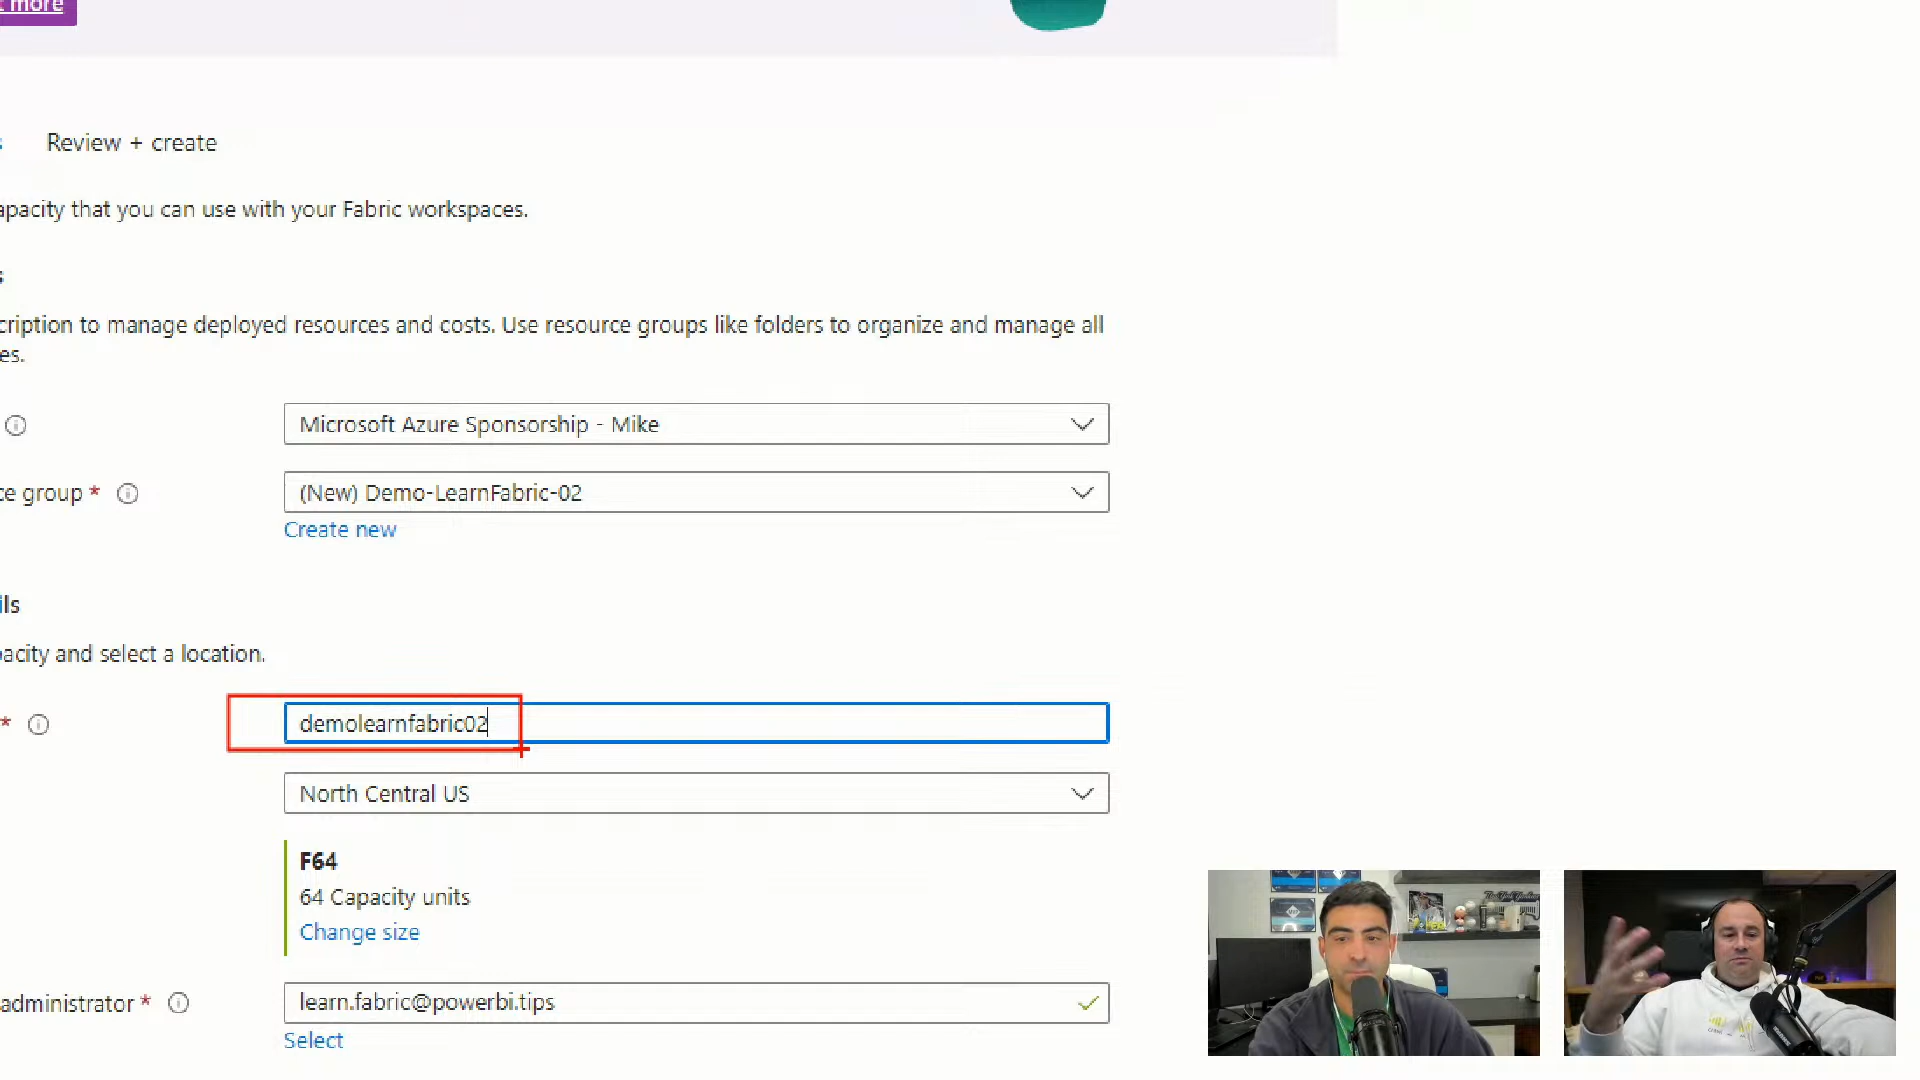 t more
s
Review + create
apacity that you can use with your Fabric workspaces.
s
cription to manage deployed resources and costs. Use resource groups like folders to organize and manage all
es.
Microsoft Azure Sponsorship - Mike
ce group *
(New) Demo-LearnFabric-02
Create new
ils
pacity and select a location.
*
demolearnfabric02
North Central US
F64
64 Capacity units
Change size
administrator *
learn.fabric@powerbi.tips
Select